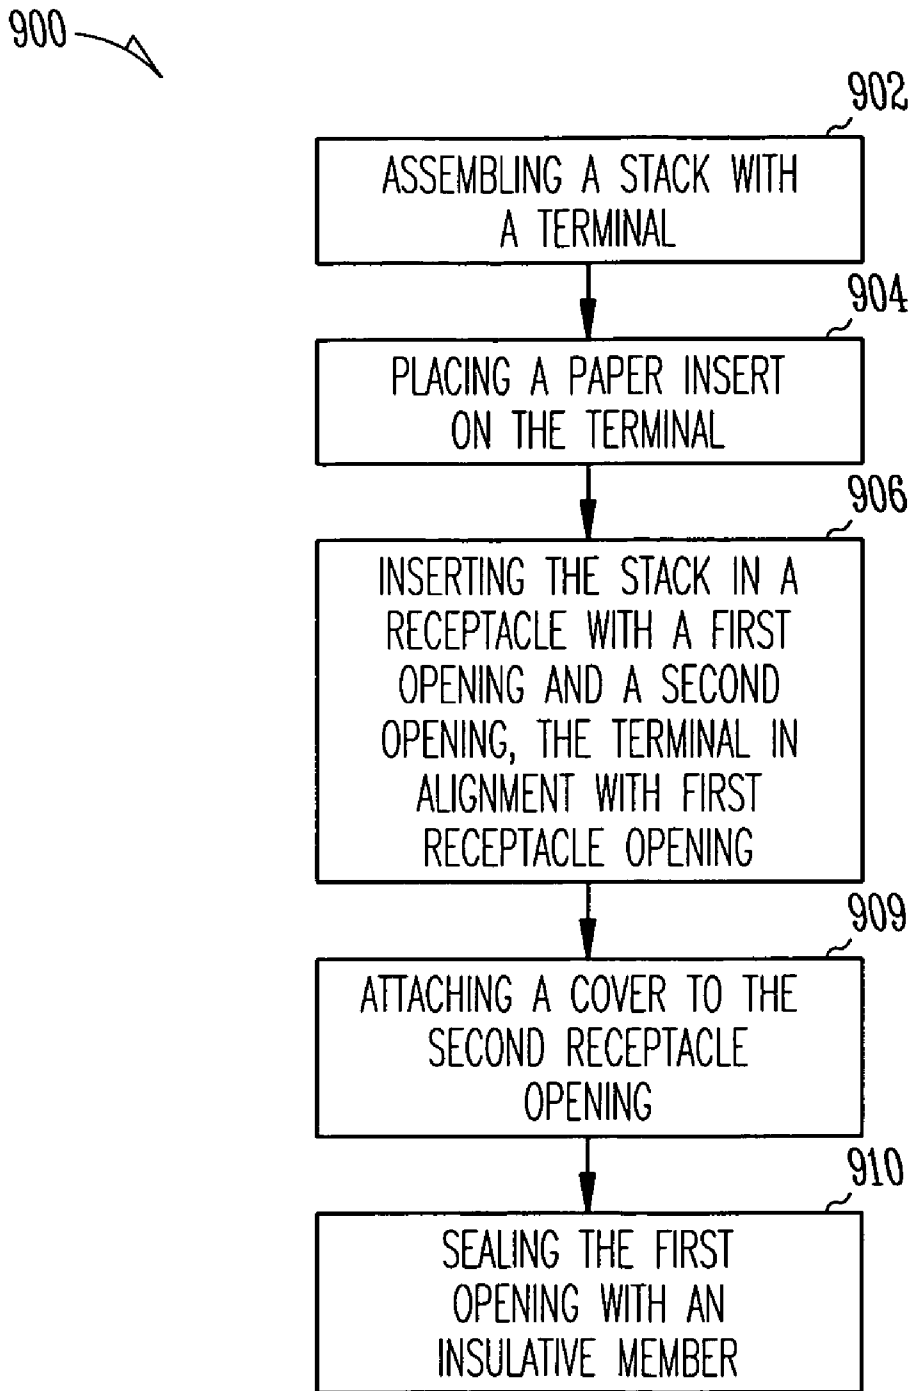 900
902
ASSEMBLING A STACK WITH
A TERMINAL
904
PLACING A PAPER INSERT
ON THE TERMINAL
906
INSERTING THE STACK IN A
RECEPTACLE WITH A FIRST
OPENING AND A SECOND
OPENING, THE TERMINAL IN
ALIGNMENT WITH FIRST
RECEPTACLE OPENING
909
ATTACHING A COVER TO THE
SECOND RECEPTACLE
OPENING
910
SEALING THE FIRST
OPENING WITH AN
INSULATIVE MEMBER